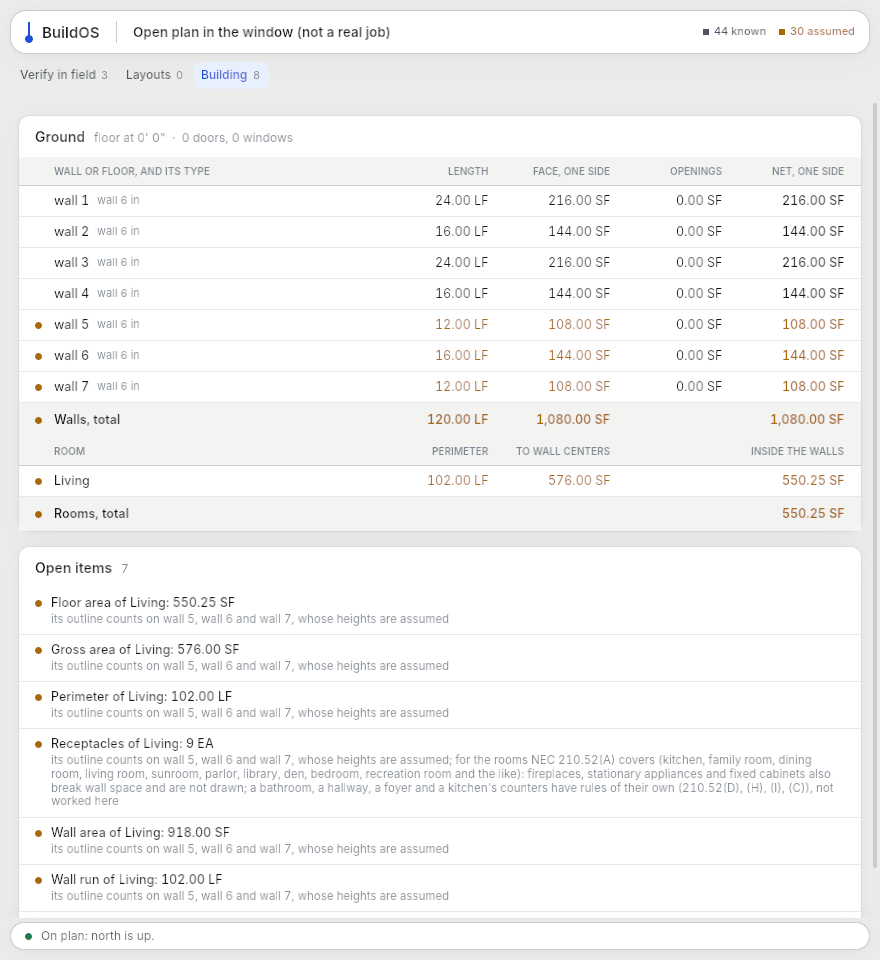 BuildOS
Open plan in the window (not a real job)
44 known
30 assumed
Verify in field 3
Layouts 0
Building 8
Ground floor at 0' 0" · 0 doors, 0 windows
WALL OR FLOOR, AND ITS TYPE LENGTH FACE, ONE SIDE OPENINGS NET, ONE SIDE
wall 1 wall 6 in 24.00 LF 216.00 SF 0.00 SF 216.00 SF
wall 2 wall 6 in 16.00 LF 144.00 SF 0.00 SF 144.00 SF
wall 3 wall 6 in 24.00 LF 216.00 SF 0.00 SF 216.00 SF
wall 4 wall 6 in 16.00 LF 144.00 SF 0.00 SF 144.00 SF
wall 5 wall 6 in 12.00 LF 108.00 SF 0.00 SF 108.00 SF
wall 6 wall 6 in 16.00 LF 144.00 SF 0.00 SF 144.00 SF
wall 7 wall 6 in 12.00 LF 108.00 SF 0.00 SF 108.00 SF
Walls, total 120.00 LF 1,080.00 SF 1,080.00 SF
ROOM PERIMETER TO WALL CENTERS INSIDE THE WALLS
Living 102.00 LF 576.00 SF 550.25 SF
Rooms, total 550.25 SF
Open items 7
Floor area of Living: 550.25 SF
its outline counts on wall 5, wall 6 and wall 7, whose heights are assumed
Gross area of Living: 576.00 SF
its outline counts on wall 5, wall 6 and wall 7, whose heights are assumed
Perimeter of Living: 102.00 LF
its outline counts on wall 5, wall 6 and wall 7, whose heights are assumed
Receptacles of Living: 9 EA
its outline counts on wall 5, wall 6 and wall 7, whose heights are assumed; for the rooms NEC 210.52(A) covers (kitchen, family room, dining
room, living room, sunroom, parlor, library, den, bedroom, recreation room and the like): fireplaces, stationary appliances and fixed cabinets also
break wall space and are not drawn; a bathroom, a hallway, a foyer and a kitchen's counters have rules of their own (210.52(D), (H), (I), (C)), not
worked here
Wall area of Living: 918.00 SF
its outline counts on wall 5, wall 6 and wall 7, whose heights are assumed
Wall run of Living: 102.00 LF
its outline counts on wall 5, wall 6 and wall 7, whose heights are assumed
On plan: north is up.